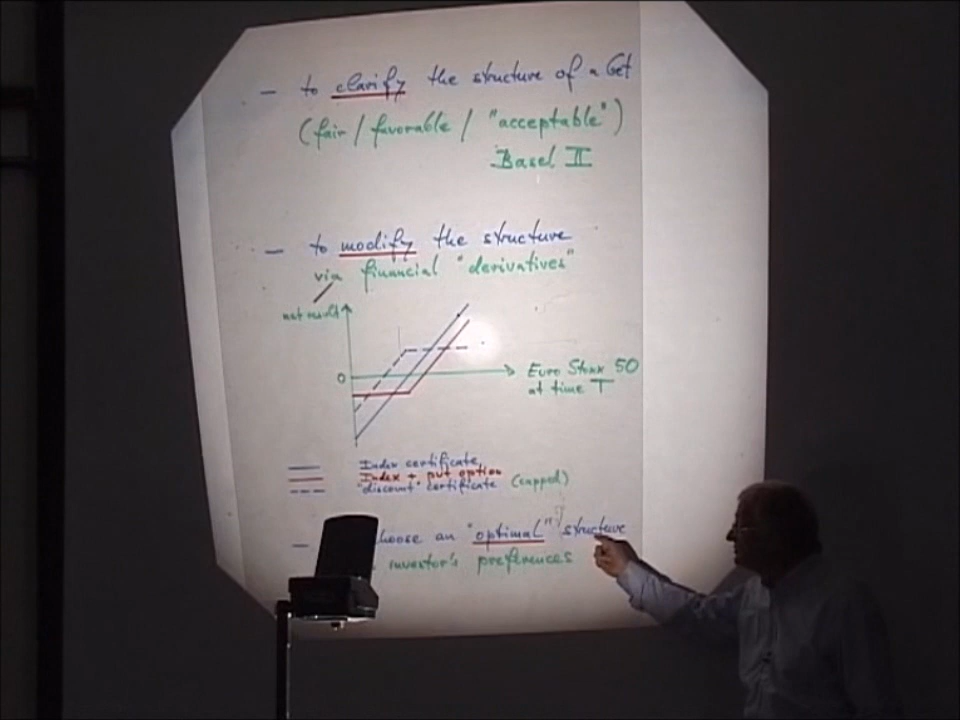 — to clarify the structure of a bet
(fair / favorable / "acceptable")
Basel II
— to modify the structure
via financial "derivatives"
net result
0
Euro Stoxx 50
at time T
Index certificate
Index + put option
"discount" certificate (capped)
— hoose an "optimal" structure
investor's preferences